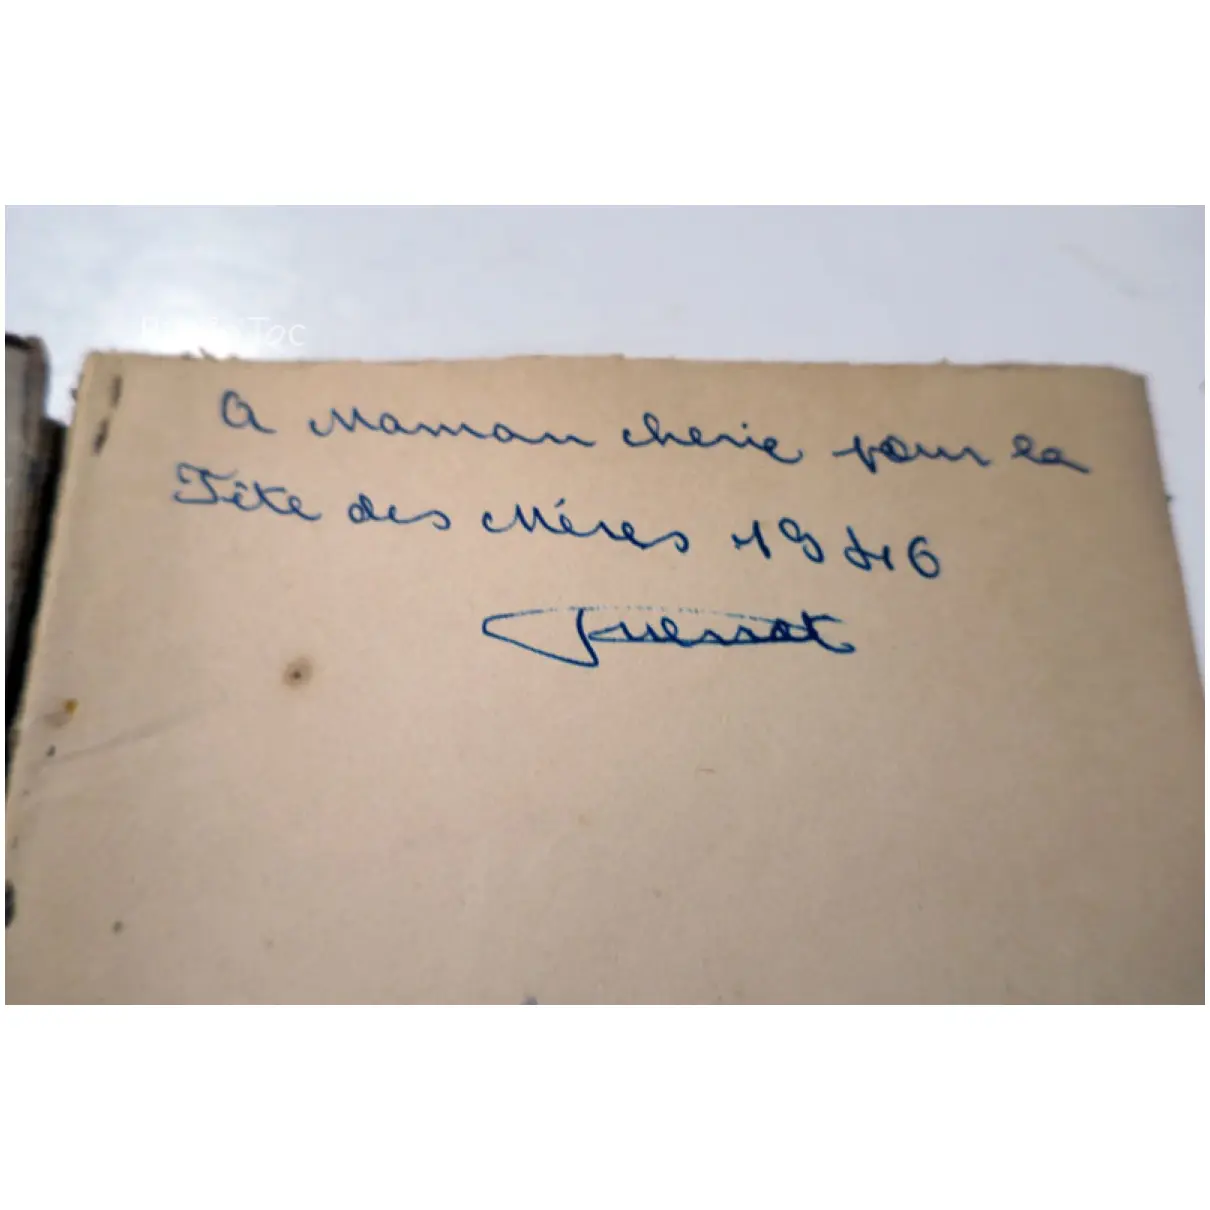 A Maman cherie pour la
Fête des Mères 1946